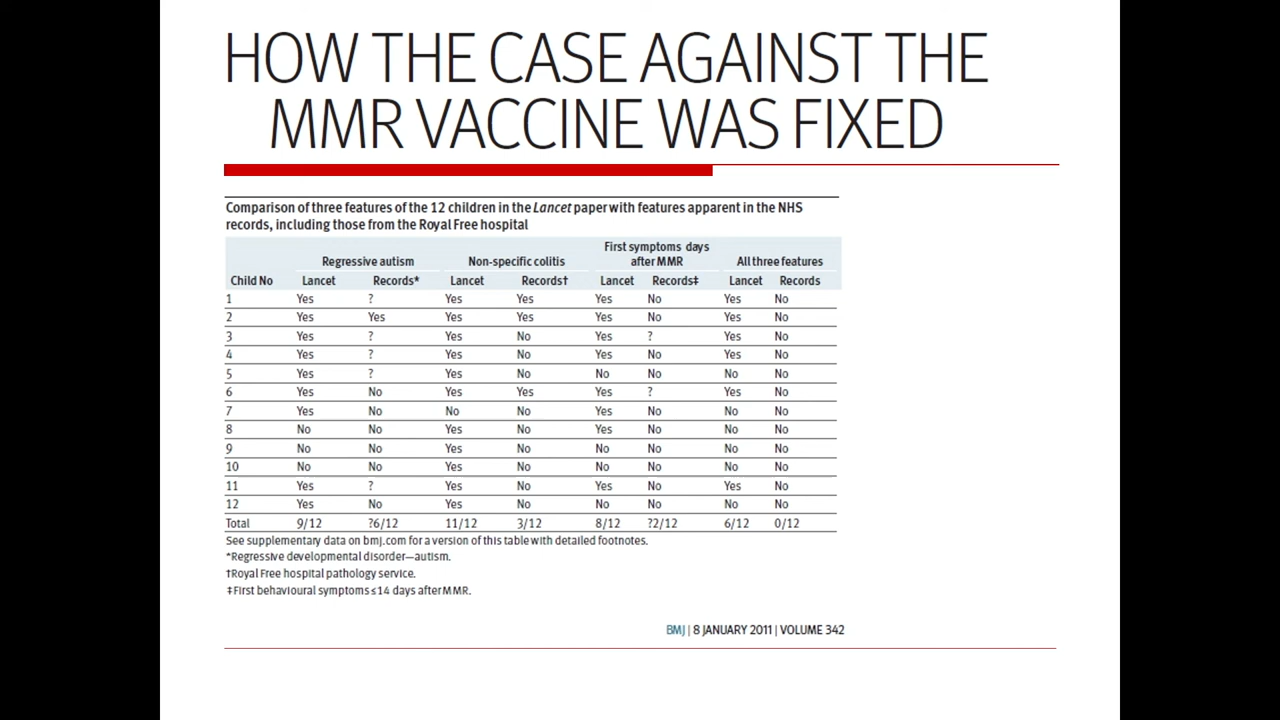 HOW THE CASE AGAINST THE
MMR VACCINE WAS FIXED
Comparison of three features of the 12 children in the Lancet paper with features apparent in the NHS
records, including those from the Royal Free hospital
Regressive autism Non-specific colitis First symptoms days after MMR All three features
Child No Lancet Records* Lancet Records† Lancet Records‡ Lancet Records
1 Yes ? Yes Yes Yes No Yes No
2 Yes Yes Yes Yes Yes No Yes No
3 Yes ? Yes No Yes ? Yes No
4 Yes ? Yes No Yes No Yes No
5 Yes ? Yes No No No No No
6 Yes No Yes Yes Yes ? Yes No
7 Yes No No No Yes No No No
8 No No Yes No Yes No No No
9 No No Yes No No No No No
10 No No Yes No No No No No
11 Yes ? Yes No Yes No Yes No
12 Yes No Yes No No No No No
Total 9/12 ?6/12 11/12 3/12 8/12 ?2/12 6/12 0/12
See supplementary data on bmj.com for a version of this table with detailed footnotes.
*Regressive developmental disorder—autism.
†Royal Free hospital pathology service.
‡First behavioural symptoms ≤14 days after MMR.
BMJ | 8 JANUARY 2011 | VOLUME 342